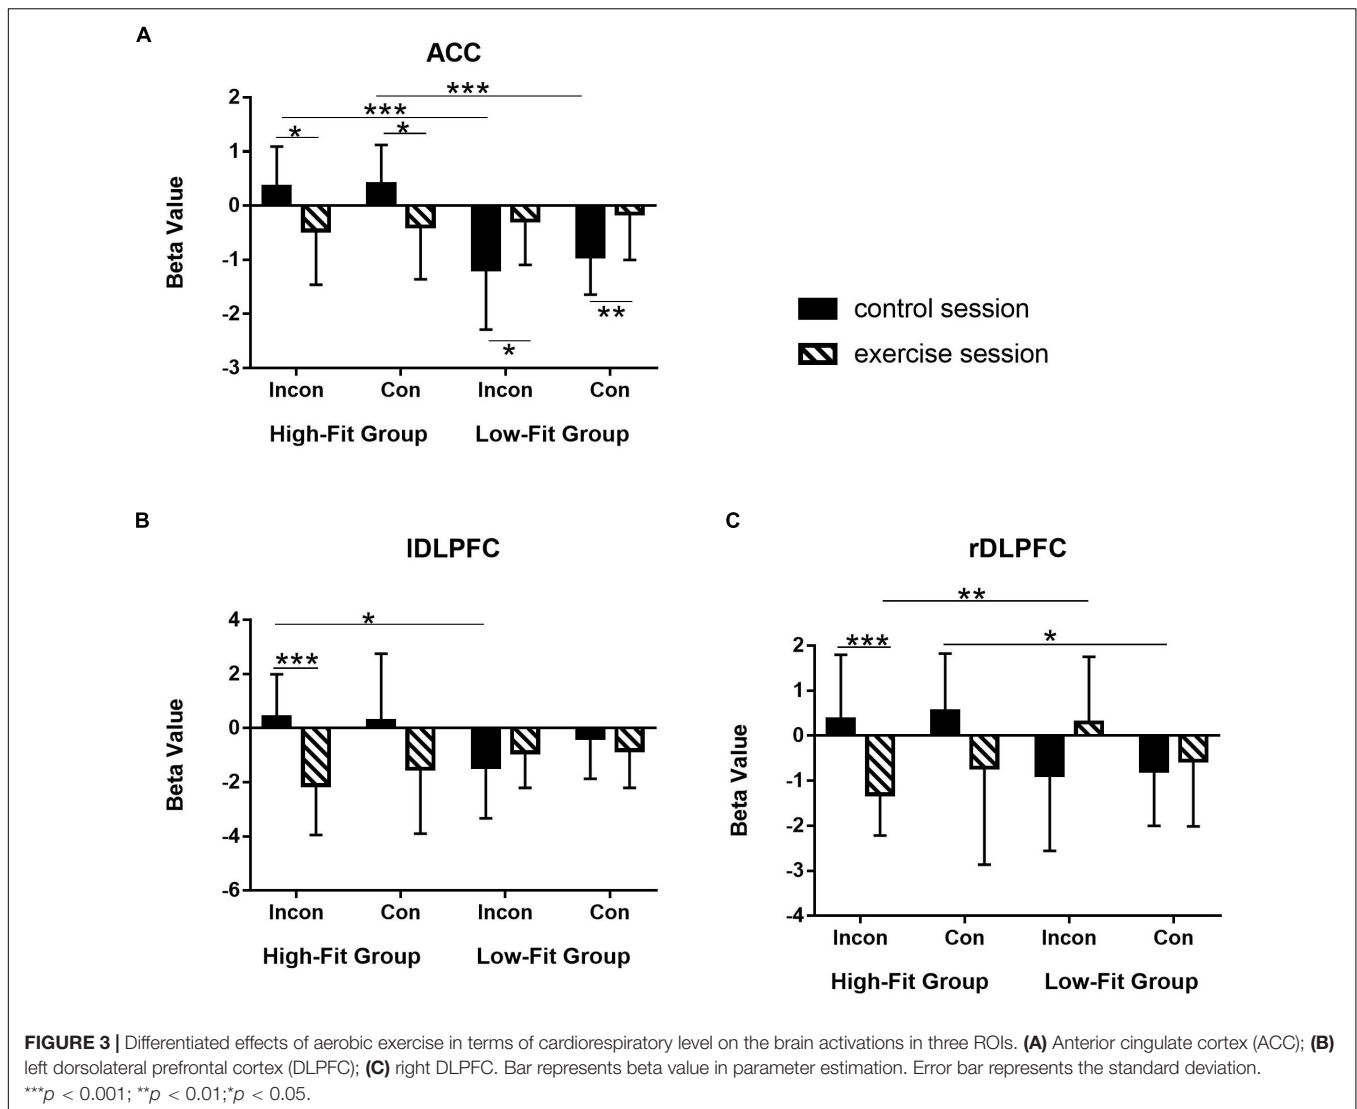 A
ACC
***
***
*
*
2
1
0
-1
-2
-3
Beta Value
**
*
Incon Con Incon Con
High-Fit Group Low-Fit Group
control session
exercise session
B
lDLPFC
*
***
4
2
0
-2
-4
-6
Beta Value
Incon Con Incon Con
High-Fit Group Low-Fit Group
C
rDLPFC
**
***
*
2
1
0
-1
-2
-3
-4
Beta Value
Incon Con Incon Con
High-Fit Group Low-Fit Group
FIGURE 3 | Differentiated effects of aerobic exercise in terms of cardiorespiratory level on the brain activations in three ROIs. (A) Anterior cingulate cortex (ACC); (B)
left dorsolateral prefrontal cortex (DLPFC); (C) right DLPFC. Bar represents beta value in parameter estimation. Error bar represents the standard deviation.
***p < 0.001; **p < 0.01;*p < 0.05.